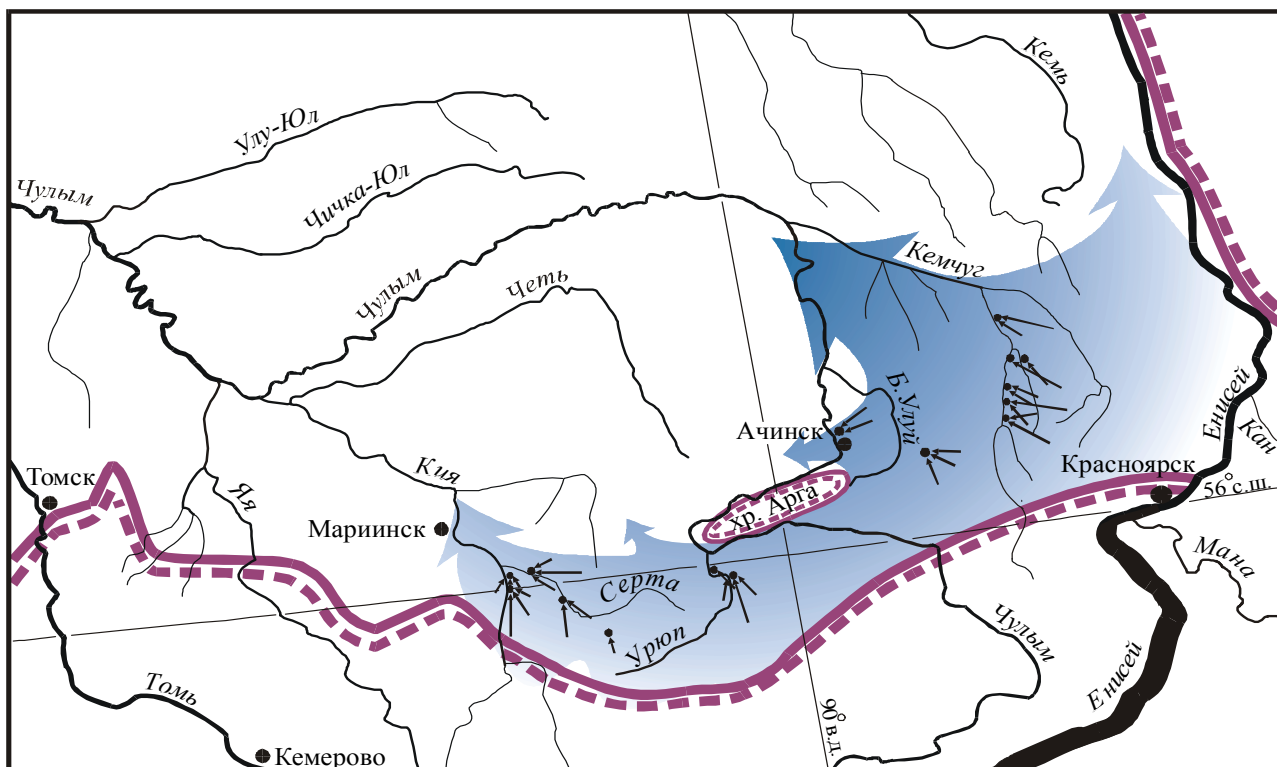 Кемь
Улу-Юл
Чулым
Чичка-Юл
Кемчуг
Чулым
Четь
Б.Улуй
Енисей
Ачинск
Кан
Кия
Красноярск
Томск
56°с.ш.
Яя
хр. Арга
Мариинск
Мана
Серта
Чулым
Урюп
Енисей
Томь
90°в.д.
Кемерово